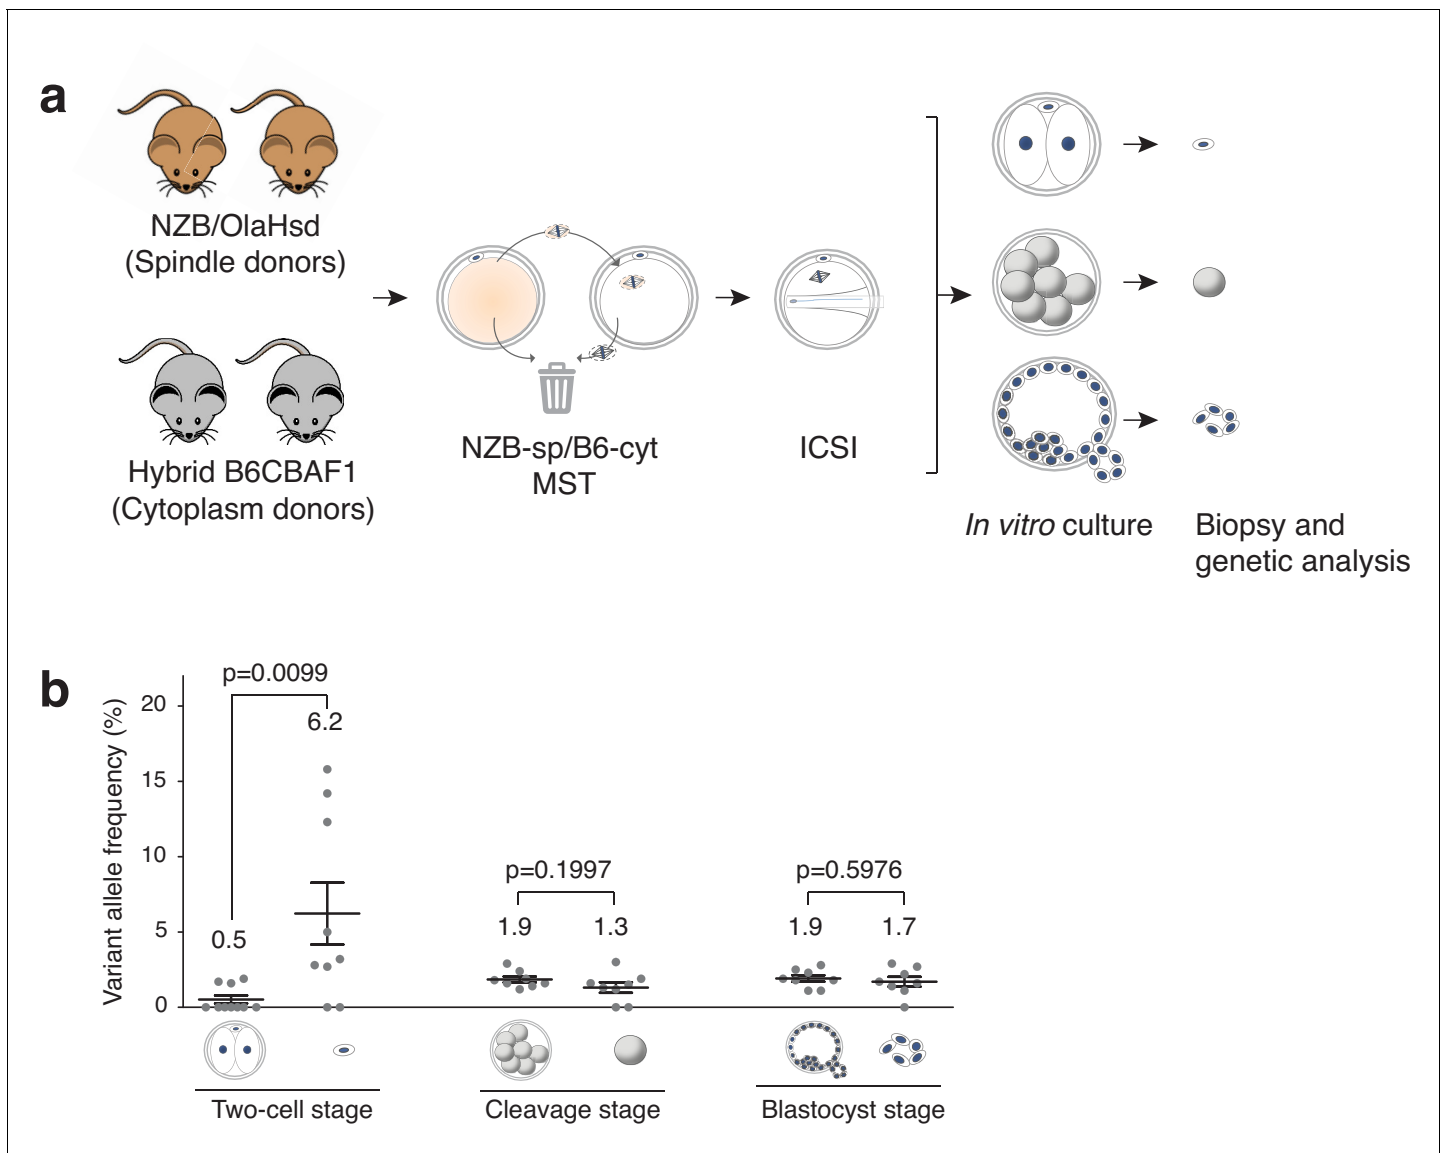 a
NZB/OlaHsd
(Spindle donors)
Hybrid B6CBAF1
(Cytoplasm donors)
NZB-sp/B6-cyt
MST
ICSI
In vitro culture
Biopsy and
genetic analysis
b
Variant allele frequency (%)
20
15
10
5
0
p=0.0099
0.5
6.2
p=0.1997
1.9
1.3
p=0.5976
1.9
1.7
Two-cell stage
Cleavage stage
Blastocyst stage